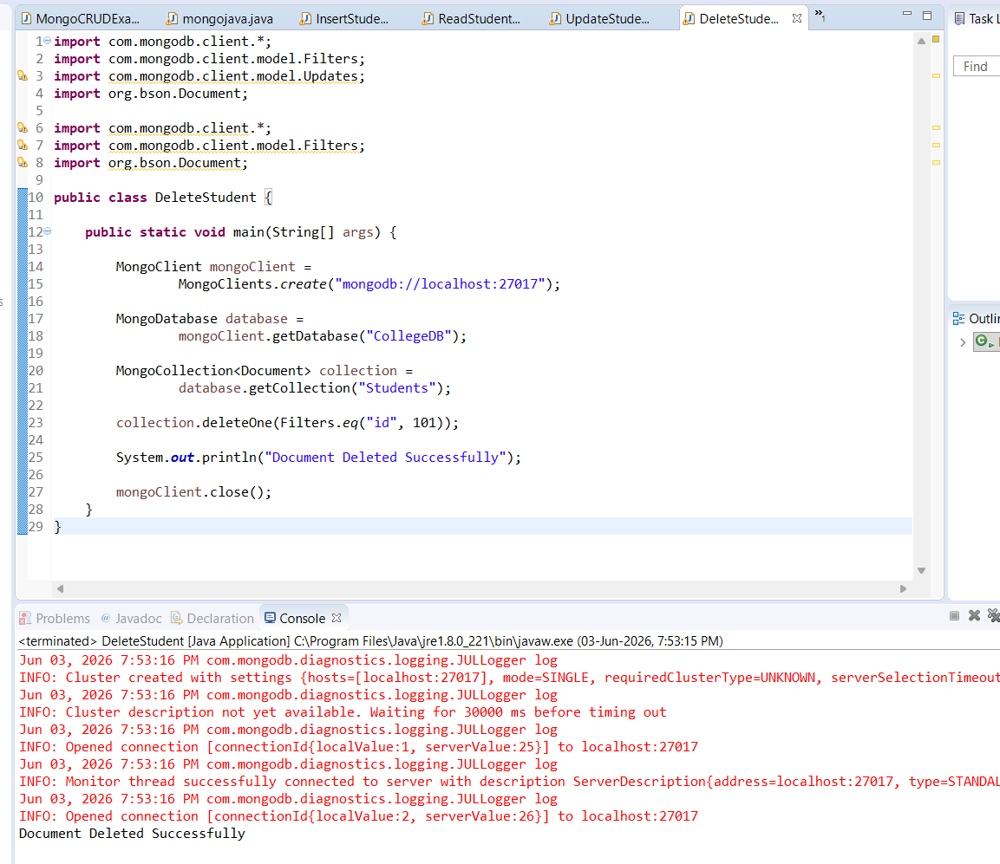 MongoCRUDExa... mongojava.java InsertStude... ReadStudent... UpdateStude... DeleteStude... »1
Task L
Find
Outlin
1 import com.mongodb.client.*;
2 import com.mongodb.client.model.Filters;
3 import com.mongodb.client.model.Updates;
4 import org.bson.Document;
5
6 import com.mongodb.client.*;
7 import com.mongodb.client.model.Filters;
8 import org.bson.Document;
9
10 public class DeleteStudent {
11
12 public static void main(String[] args) {
13
14 MongoClient mongoClient =
15 MongoClients.create("mongodb://localhost:27017");
16
17 MongoDatabase database =
18 mongoClient.getDatabase("CollegeDB");
19
20 MongoCollection<Document> collection =
21 database.getCollection("Students");
22
23 collection.deleteOne(Filters.eq("id", 101));
24
25 System.out.println("Document Deleted Successfully");
26
27 mongoClient.close();
28 }
29 }
Problems @ Javadoc Declaration Console
<terminated> DeleteStudent [Java Application] C:\Program Files\Java\jre1.8.0_221\bin\javaw.exe (03-Jun-2026, 7:53:15 PM)
Jun 03, 2026 7:53:16 PM com.mongodb.diagnostics.logging.JULLogger log
INFO: Cluster created with settings {hosts=[localhost:27017], mode=SINGLE, requiredClusterType=UNKNOWN, serverSelectionTimeout
Jun 03, 2026 7:53:16 PM com.mongodb.diagnostics.logging.JULLogger log
INFO: Cluster description not yet available. Waiting for 30000 ms before timing out
Jun 03, 2026 7:53:16 PM com.mongodb.diagnostics.logging.JULLogger log
INFO: Opened connection [connectionId{localValue:1, serverValue:25}] to localhost:27017
Jun 03, 2026 7:53:16 PM com.mongodb.diagnostics.logging.JULLogger log
INFO: Monitor thread successfully connected to server with description ServerDescription{address=localhost:27017, type=STANDAL
Jun 03, 2026 7:53:16 PM com.mongodb.diagnostics.logging.JULLogger log
INFO: Opened connection [connectionId{localValue:2, serverValue:26}] to localhost:27017
Document Deleted Successfully